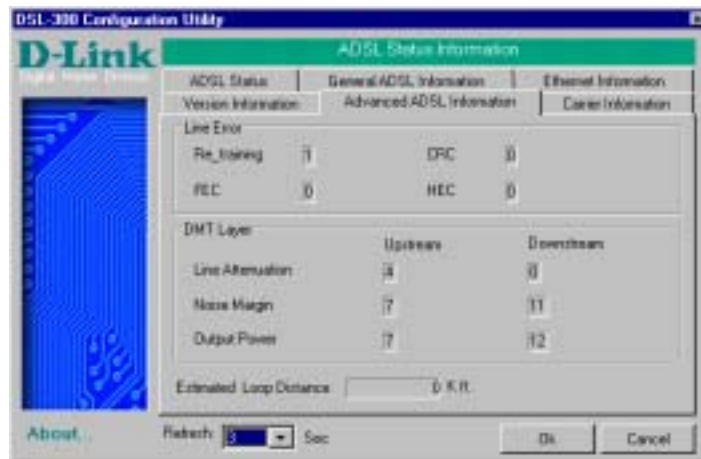 DSL-300 Configuration Utility
D-Link
ADSL Status Information
ADSL Status General ADSL Information Ethernet Information
Version Information Advanced ADSL Information Carrier Information
Line Error
Re_training 1 CRC 0
FEC 0 HEC 0
DMT Layer
Upstream Downstream
Line Attenuation 4 0
Noise Margin 7 11
Output Power 7 12
Estimated Loop Distance 0 K ft
About...
Refresh: 3 Sec
Ok Cancel